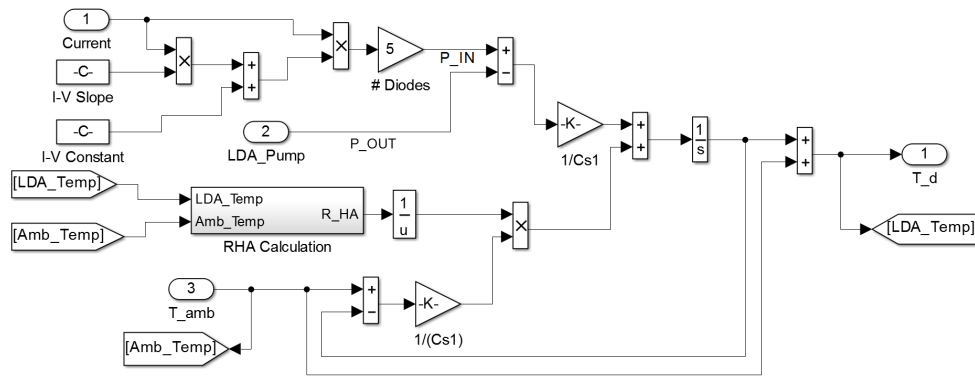 1
Current
×
5
# Diodes
P_IN
+
−
-C-
I-V Slope
×
+
+
-C-
I-V Constant
2
LDA_Pump
P_OUT
-K-
1/Cs1
+
+
1
s
+
+
1
T_d
[LDA_Temp]
[LDA_Temp]
[Amb_Temp]
LDA_Temp
Amb_Temp
R_HA
RHA Calculation
1
u
×
3
T_amb
+
−
-K-
1/(Cs1)
[Amb_Temp]